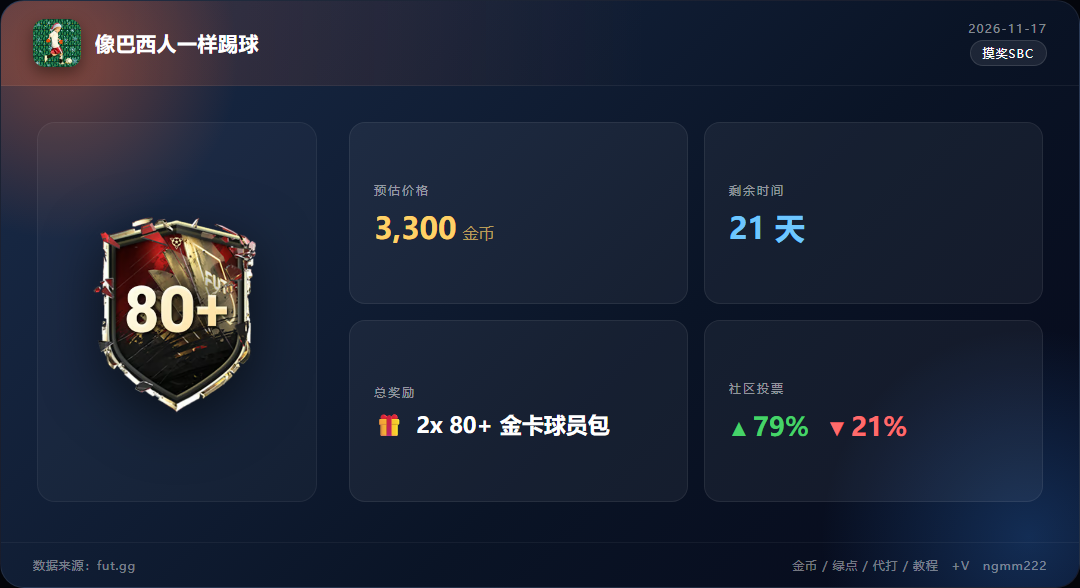 像巴西人一样踢球
2026-11-17
摸奖SBC
FUT
80+
预估价格
3,300 金币
剩余时间
21 天
总奖励
2x 80+ 金卡球员包
社区投票
▲79% ▼21%
数据来源：fut.gg
金币 / 绿点 / 代打 / 教程 +V ngmm222